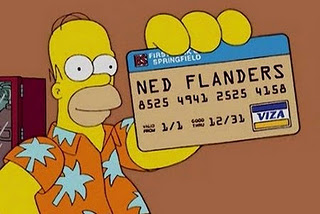 FIRST
SPRINGFIELD
NED FLANDERS
8525 4941 2525 4158
VALID FROM 1/1 GOOD THRU 12/31
VIZA